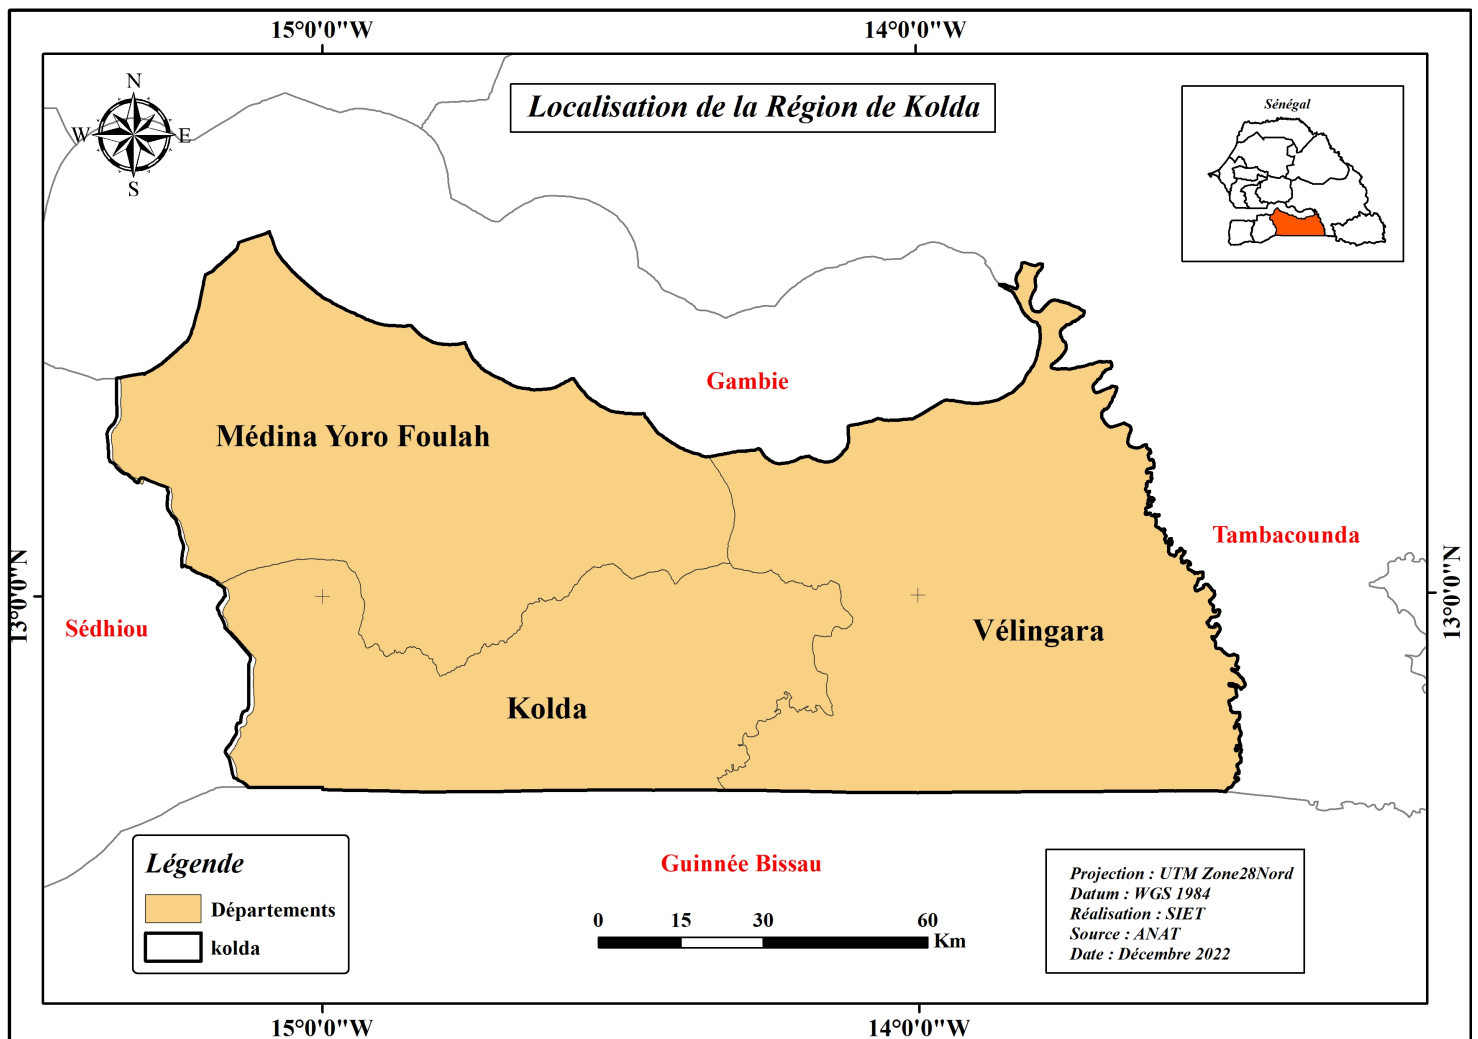 15°0'0"W
14°0'0"W
Localisation de la Région de Kolda
Sénégal
N
W
E
S
Gambie
Médina Yoro Foulah
Tambacounda
13°0'0"N
13°0'0"N
Sédhiou
Vélingara
Kolda
Guinnée Bissau
Légende
Départements
kolda
0 15 30 60
Km
Projection : UTM Zone28Nord
Datum : WGS 1984
Réalisation : SIET
Source : ANAT
Date : Décembre 2022
15°0'0"W
14°0'0"W